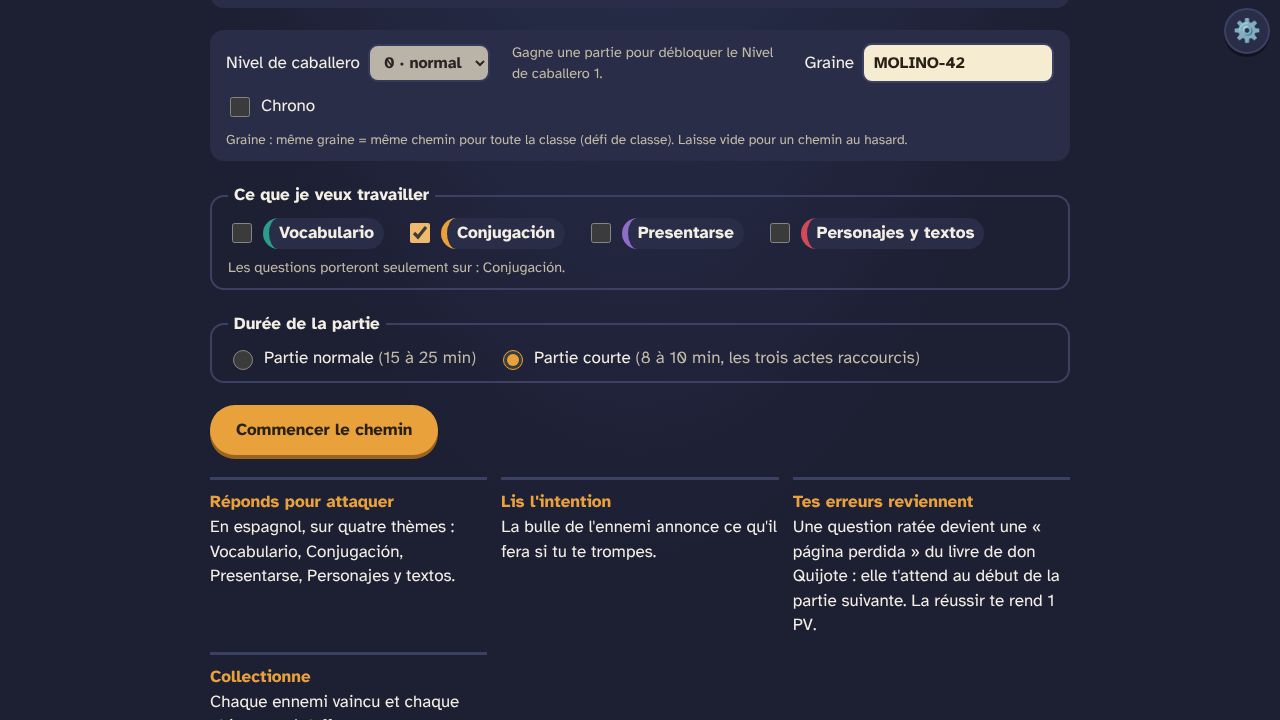 Nivel de caballero
0 · normal
Gagne une partie pour débloquer le Nivel
de caballero 1.
Graine
MOLINO-42
Chrono
Graine : même graine = même chemin pour toute la classe (défi de classe). Laisse vide pour un chemin au hasard.
Ce que je veux travailler
Vocabulario
Conjugación
Presentarse
Personajes y textos
Les questions porteront seulement sur : Conjugación.
Durée de la partie
Partie normale (15 à 25 min)
Partie courte (8 à 10 min, les trois actes raccourcis)
Commencer le chemin
Réponds pour attaquer
En espagnol, sur quatre thèmes :
Vocabulario, Conjugación,
Presentarse, Personajes y textos.
Lis l'intention
La bulle de l'ennemi annonce ce qu'il
fera si tu te trompes.
Tes erreurs reviennent
Une question ratée devient une «
página perdida » du livre de don
Quijote : elle t'attend au début de la
partie suivante. La réussir te rend 1
PV.
Collectionne
Chaque ennemi vaincu et chaque